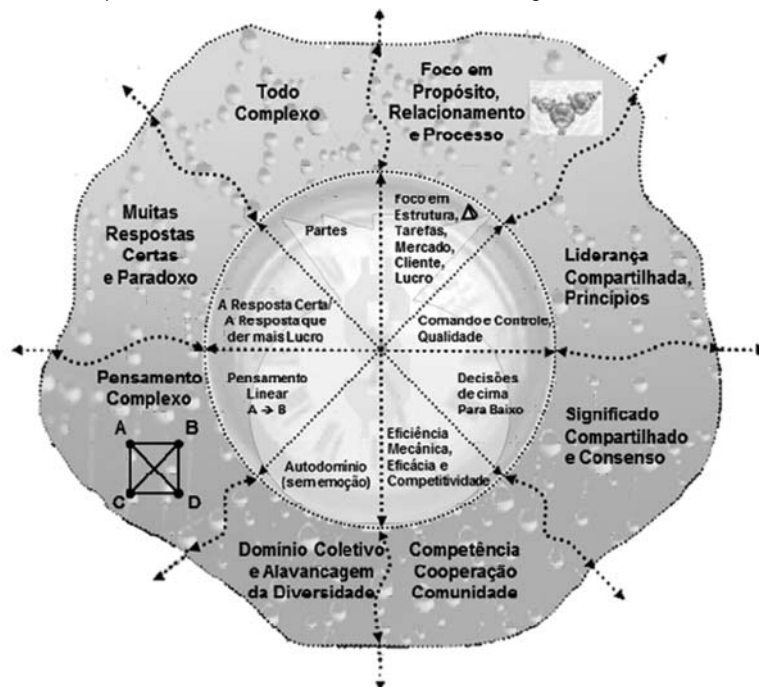 Todo
Complexo
Foco em
Propósito,
Relacionamento
e Processo
Muitas
Respostas
Certas
e Paradoxo
Partes
Foco em
Estrutura,
Tarefas,
Mercado,
Cliente,
Lucro
Liderança
Compartilhada,
Princípios
A Resposta Certa/
A Resposta que
der mais Lucro
Comando e Controle,
Qualidade
Pensamento
Complexo
A B
C D
Pensamento
Linear
A → B
Decisões
de cima
Para Baixo
Significado
Compartilhado
e Consenso
Autodomínio
(sem emoção)
Eficiência
Mecânica,
Eficácia e
Competitividade
Domínio Coletivo
e Alavancagem
da Diversidade
Competência
Cooperação
Comunidade